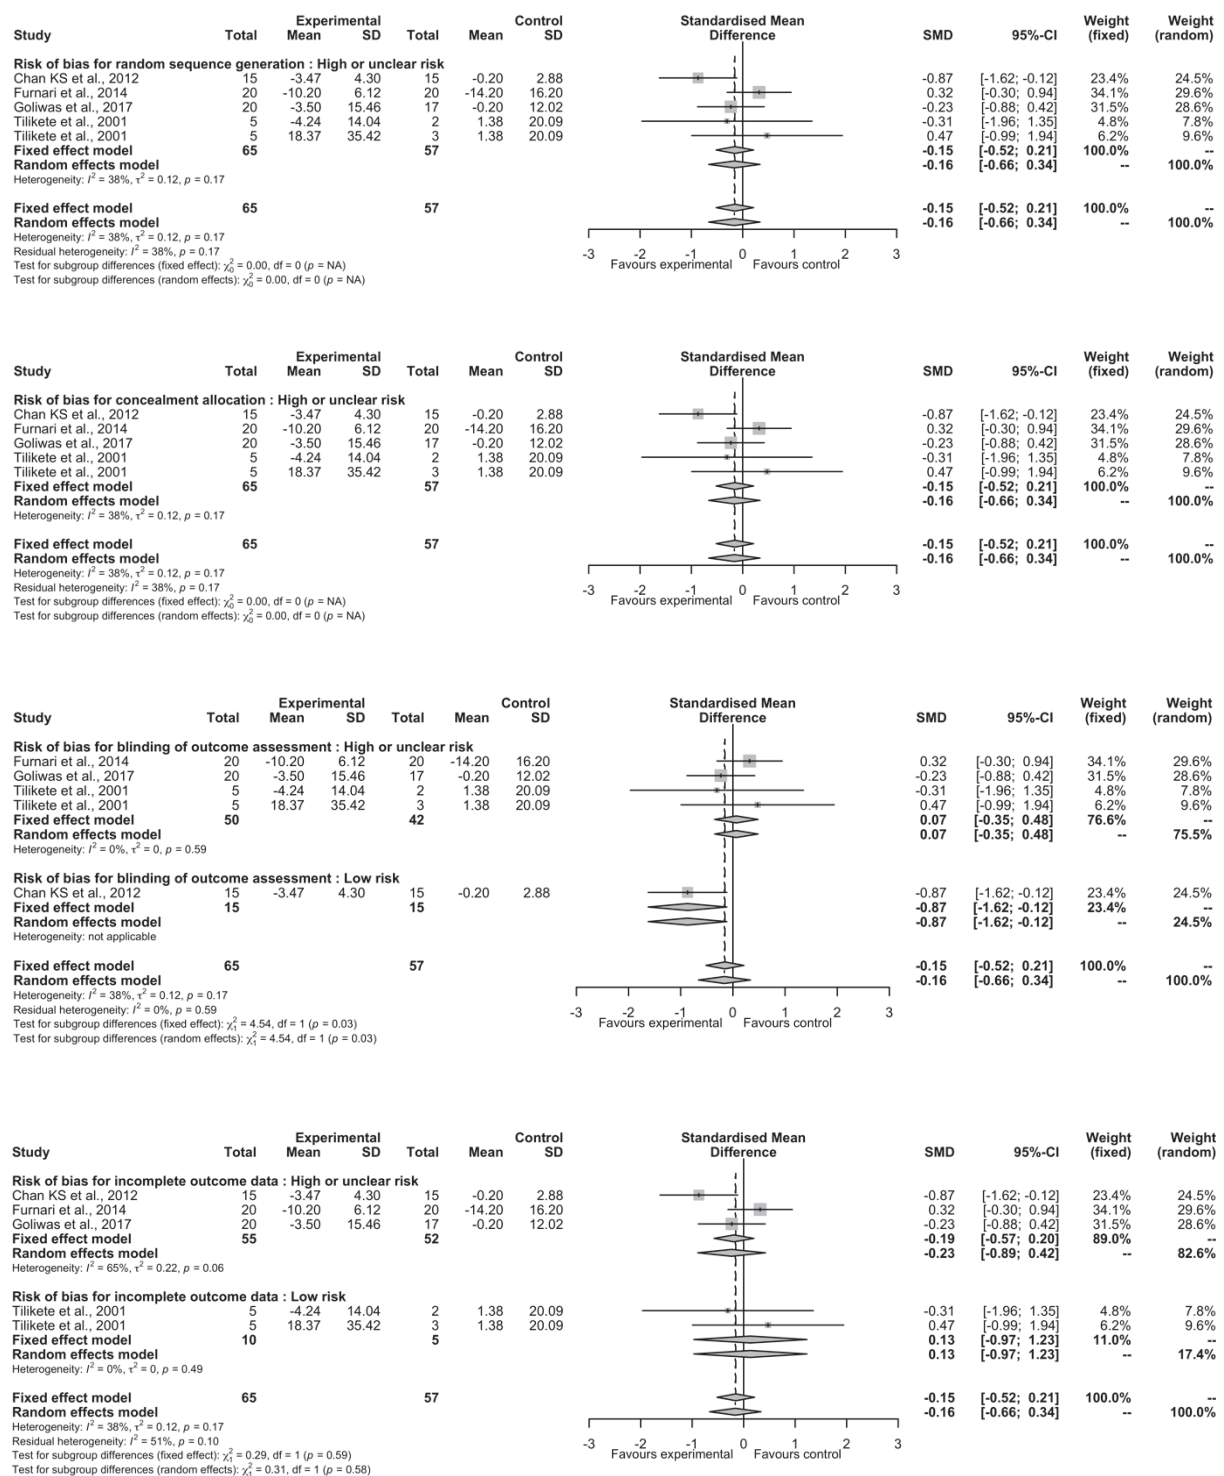 Experimental Control Standardised Mean Weight Weight
Study Total Mean SD Total Mean SD Difference SMD 95%-CI (fixed) (random)
Risk of bias for random sequence generation : High or unclear risk
Chan KS et al., 2012 15 -3.47 4.30 15 -0.20 2.88 -0.87 [-1.62; -0.12] 23.4% 24.5%
Furnari et al., 2014 20 -10.20 6.12 20 -14.20 16.20 0.32 [-0.30; 0.94] 34.1% 29.6%
Goliwas et al., 2017 20 -3.50 15.46 17 -0.20 12.02 -0.23 [-0.88; 0.42] 31.5% 28.6%
Tilikete et al., 2001 5 -4.24 14.04 2 1.38 20.09 -0.31 [-1.96; 1.35] 4.8% 7.8%
Tilikete et al., 2001 5 18.37 35.42 3 1.38 20.09 0.47 [-0.99; 1.94] 6.2% 9.6%
Fixed effect model 65 57 -0.15 [-0.52; 0.21] 100.0% --
Random effects model -0.16 [-0.66; 0.34] -- 100.0%
Heterogeneity: I² = 38%, τ² = 0.12, p = 0.17
Fixed effect model 65 57 -0.15 [-0.52; 0.21] 100.0% --
Random effects model -0.16 [-0.66; 0.34] -- 100.0%
Heterogeneity: I² = 38%, τ² = 0.12, p = 0.17
Residual heterogeneity: I² = 38%, p = 0.17
Test for subgroup differences (fixed effect): χ²₀ = 0.00, df = 0 (p = NA)
Test for subgroup differences (random effects): χ²₀ = 0.00, df = 0 (p = NA)
-3 -2 -1 0 1 2 3
Favours experimental Favours control
Experimental Control Standardised Mean Weight Weight
Study Total Mean SD Total Mean SD Difference SMD 95%-CI (fixed) (random)
Risk of bias for concealment allocation : High or unclear risk
Chan KS et al., 2012 15 -3.47 4.30 15 -0.20 2.88 -0.87 [-1.62; -0.12] 23.4% 24.5%
Furnari et al., 2014 20 -10.20 6.12 20 -14.20 16.20 0.32 [-0.30; 0.94] 34.1% 29.6%
Goliwas et al., 2017 20 -3.50 15.46 17 -0.20 12.02 -0.23 [-0.88; 0.42] 31.5% 28.6%
Tilikete et al., 2001 5 -4.24 14.04 2 1.38 20.09 -0.31 [-1.96; 1.35] 4.8% 7.8%
Tilikete et al., 2001 5 18.37 35.42 3 1.38 20.09 0.47 [-0.99; 1.94] 6.2% 9.6%
Fixed effect model 65 57 -0.15 [-0.52; 0.21] 100.0% --
Random effects model -0.16 [-0.66; 0.34] -- 100.0%
Heterogeneity: I² = 38%, τ² = 0.12, p = 0.17
Fixed effect model 65 57 -0.15 [-0.52; 0.21] 100.0% --
Random effects model -0.16 [-0.66; 0.34] -- 100.0%
Heterogeneity: I² = 38%, τ² = 0.12, p = 0.17
Residual heterogeneity: I² = 38%, p = 0.17
Test for subgroup differences (fixed effect): χ²₀ = 0.00, df = 0 (p = NA)
Test for subgroup differences (random effects): χ²₀ = 0.00, df = 0 (p = NA)
-3 -2 -1 0 1 2 3
Favours experimental Favours control
Experimental Control Standardised Mean Weight Weight
Study Total Mean SD Total Mean SD Difference SMD 95%-CI (fixed) (random)
Risk of bias for blinding of outcome assessment : High or unclear risk
Furnari et al., 2014 20 -10.20 6.12 20 -14.20 16.20 0.32 [-0.30; 0.94] 34.1% 29.6%
Goliwas et al., 2017 20 -3.50 15.46 17 -0.20 12.02 -0.23 [-0.88; 0.42] 31.5% 28.6%
Tilikete et al., 2001 5 -4.24 14.04 2 1.38 20.09 -0.31 [-1.96; 1.35] 4.8% 7.8%
Tilikete et al., 2001 5 18.37 35.42 3 1.38 20.09 0.47 [-0.99; 1.94] 6.2% 9.6%
Fixed effect model 50 42 0.07 [-0.35; 0.48] 76.6% --
Random effects model 0.07 [-0.35; 0.48] -- 75.5%
Heterogeneity: I² = 0%, τ² = 0, p = 0.59
Risk of bias for blinding of outcome assessment : Low risk
Chan KS et al., 2012 15 -3.47 4.30 15 -0.20 2.88 -0.87 [-1.62; -0.12] 23.4% 24.5%
Fixed effect model 15 15 -0.87 [-1.62; -0.12] 23.4% --
Random effects model -0.87 [-1.62; -0.12] -- 24.5%
Heterogeneity: not applicable
Fixed effect model 65 57 -0.15 [-0.52; 0.21] 100.0% --
Random effects model -0.16 [-0.66; 0.34] -- 100.0%
Heterogeneity: I² = 38%, τ² = 0.12, p = 0.17
Residual heterogeneity: I² = 0%, p = 0.59
Test for subgroup differences (fixed effect): χ²₁ = 4.54, df = 1 (p = 0.03)
Test for subgroup differences (random effects): χ²₁ = 4.54, df = 1 (p = 0.03)
-3 -2 -1 0 1 2 3
Favours experimental Favours control
Experimental Control Standardised Mean Weight Weight
Study Total Mean SD Total Mean SD Difference SMD 95%-CI (fixed) (random)
Risk of bias for incomplete outcome data : High or unclear risk
Chan KS et al., 2012 15 -3.47 4.30 15 -0.20 2.88 -0.87 [-1.62; -0.12] 23.4% 24.5%
Furnari et al., 2014 20 -10.20 6.12 20 -14.20 16.20 0.32 [-0.30; 0.94] 34.1% 29.6%
Goliwas et al., 2017 20 -3.50 15.46 17 -0.20 12.02 -0.23 [-0.88; 0.42] 31.5% 28.6%
Fixed effect model 55 52 -0.19 [-0.57; 0.20] 89.0% --
Random effects model -0.23 [-0.89; 0.42] -- 82.6%
Heterogeneity: I² = 65%, τ² = 0.22, p = 0.06
Risk of bias for incomplete outcome data : Low risk
Tilikete et al., 2001 5 -4.24 14.04 2 1.38 20.09 -0.31 [-1.96; 1.35] 4.8% 7.8%
Tilikete et al., 2001 5 18.37 35.42 3 1.38 20.09 0.47 [-0.99; 1.94] 6.2% 9.6%
Fixed effect model 10 5 0.13 [-0.97; 1.23] 11.0% --
Random effects model 0.13 [-0.97; 1.23] -- 17.4%
Heterogeneity: I² = 0%, τ² = 0, p = 0.49
Fixed effect model 65 57 -0.15 [-0.52; 0.21] 100.0% --
Random effects model -0.16 [-0.66; 0.34] -- 100.0%
Heterogeneity: I² = 38%, τ² = 0.12, p = 0.17
Residual heterogeneity: I² = 51%, p = 0.10
Test for subgroup differences (fixed effect): χ²₁ = 0.29, df = 1 (p = 0.59)
Test for subgroup differences (random effects): χ²₁ = 0.31, df = 1 (p = 0.58)
-3 -2 -1 0 1 2 3
Favours experimental Favours control